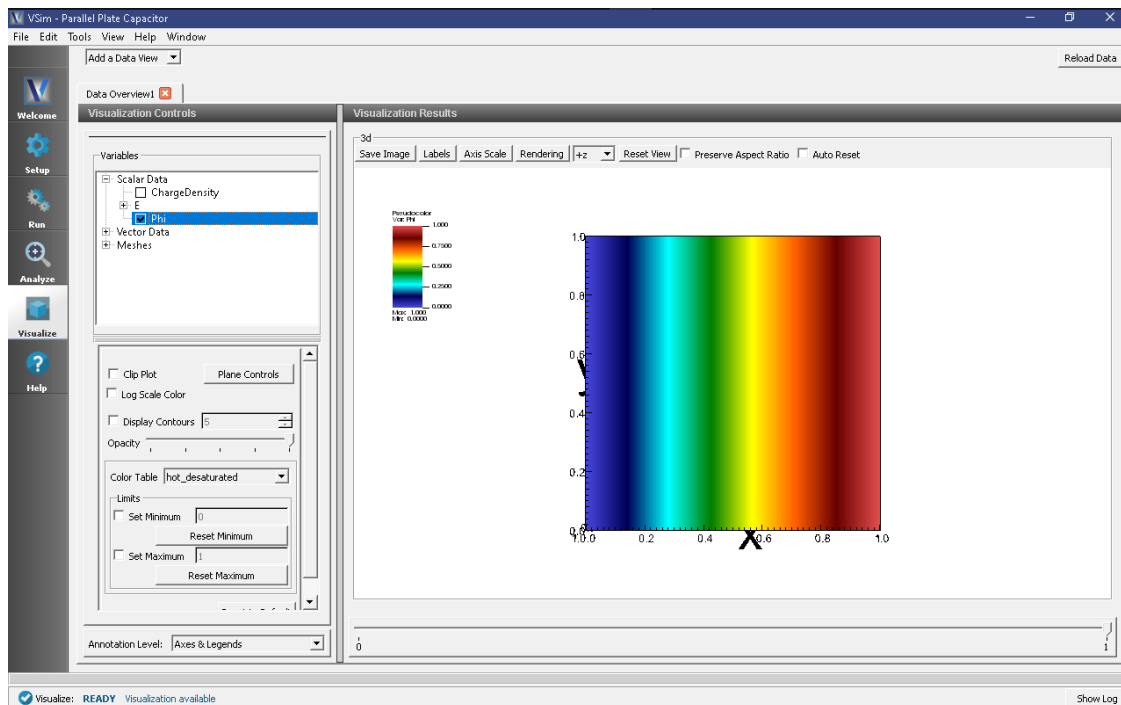 VSim - Parallel Plate Capacitor
File Edit Tools View Help Window
Add a Data View
Reload Data
Data Overview1
Welcome
Setup
Run
Analyze
Visualize
Help
Visualization Controls
Variables
Scalar Data
ChargeDensity
E
Phi
Vector Data
Meshes
Clip Plot
Plane Controls
Log Scale Color
Display Contours 5
Opacity
Color Table hot_desaturated
Limits
Set Minimum 0
Reset Minimum
Set Maximum 1
Reset Maximum
Annotation Level: Axes & Legends
Visualization Results
3d
Save Image Labels Axis Scale Rendering +z Reset View Preserve Aspect Ratio Auto Reset
Pseudocolor
Var: Phi
1.000
0.7500
0.5000
0.2500
0.0000
Max: 1.000
Min: 0.0000
1.0
0.8
0.6
Y
0.4
0.2
0.2 0.4 0.6 0.8 1.0
X
0 1
Visualize: READY Visualization available
Show Log